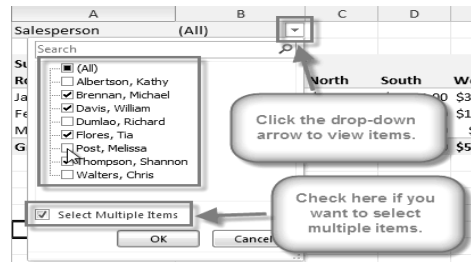 A B C D
Salesperson (All)
Search
(All)
Albertson, Kathy
Brennan, Michael
Davis, William
Dumlao, Richard
Flores, Tia
Post, Melissa
Thompson, Shannon
Walters, Chris
Select Multiple Items
OK Cancel
North South
Click the drop-down
arrow to view items.
Check here if you
want to select
multiple items.